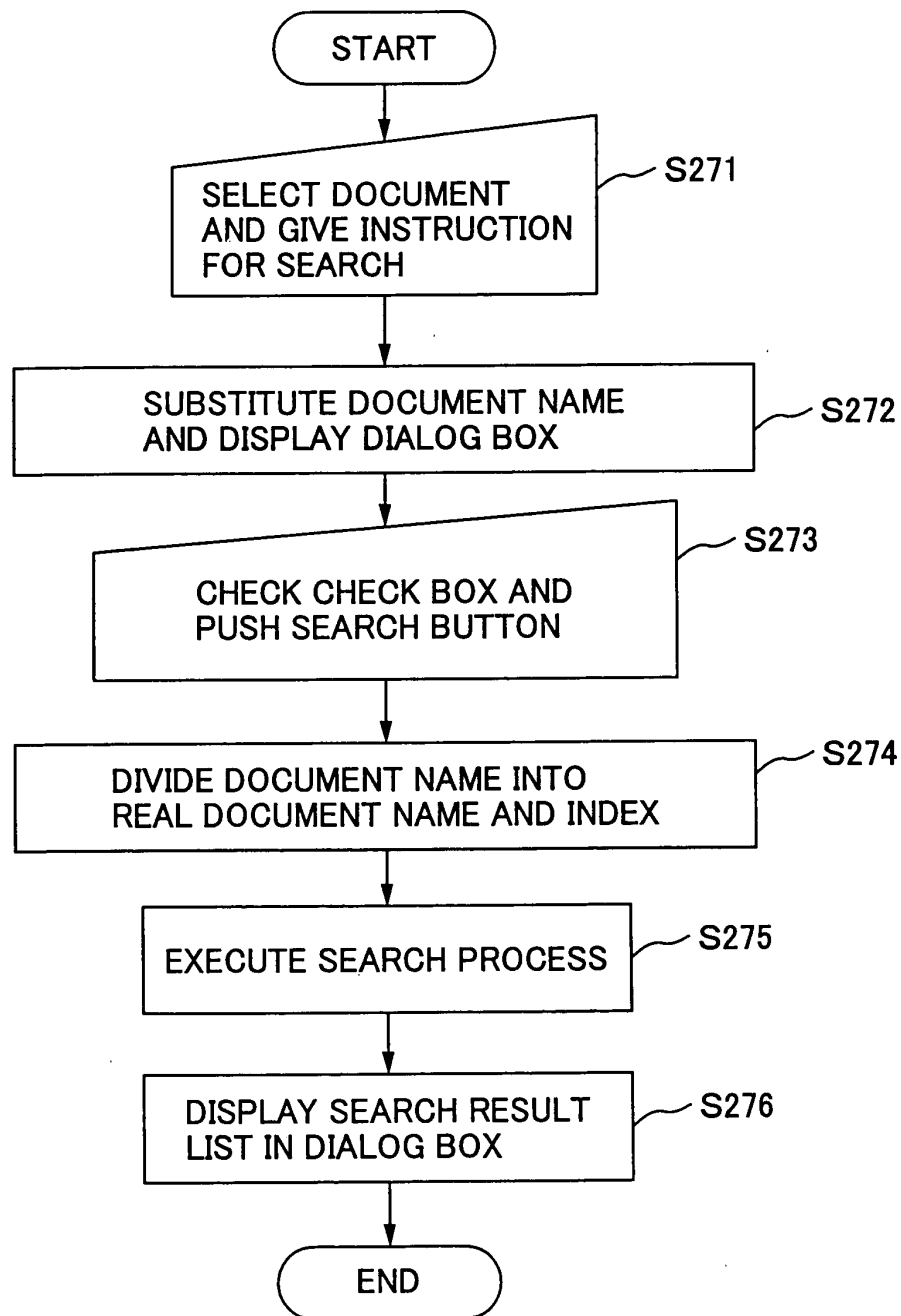 START
SELECT DOCUMENT
AND GIVE INSTRUCTION
FOR SEARCH
S271
SUBSTITUTE DOCUMENT NAME
AND DISPLAY DIALOG BOX
S272
CHECK CHECK BOX AND
PUSH SEARCH BUTTON
S273
DIVIDE DOCUMENT NAME INTO
REAL DOCUMENT NAME AND INDEX
S274
EXECUTE SEARCH PROCESS
S275
DISPLAY SEARCH RESULT
LIST IN DIALOG BOX
S276
END